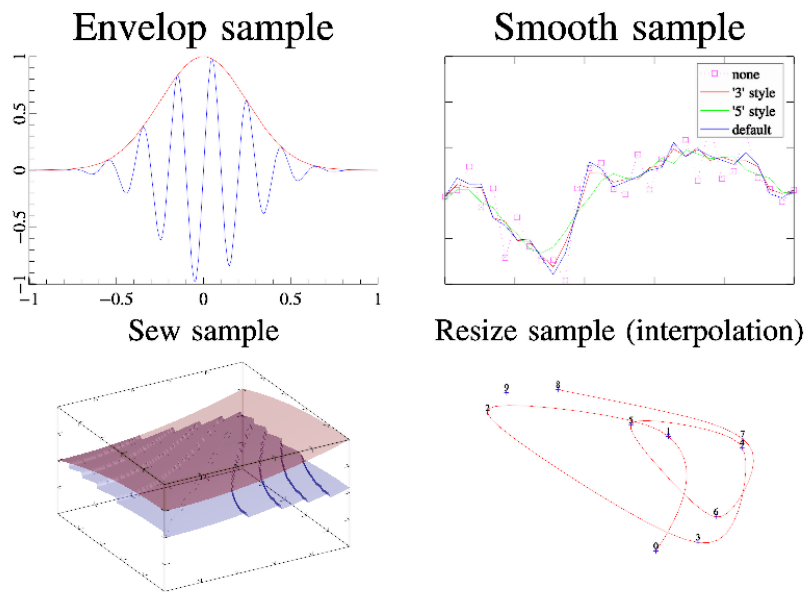 Envelop sample
1
0.5
0
−0.5
−1
−1
−0.5
0
0.5
1
Smooth sample
none
'3' style
'5' style
default
Sew sample
Resize sample (interpolation)
9
8
2
5
1
7
4
6
3
0